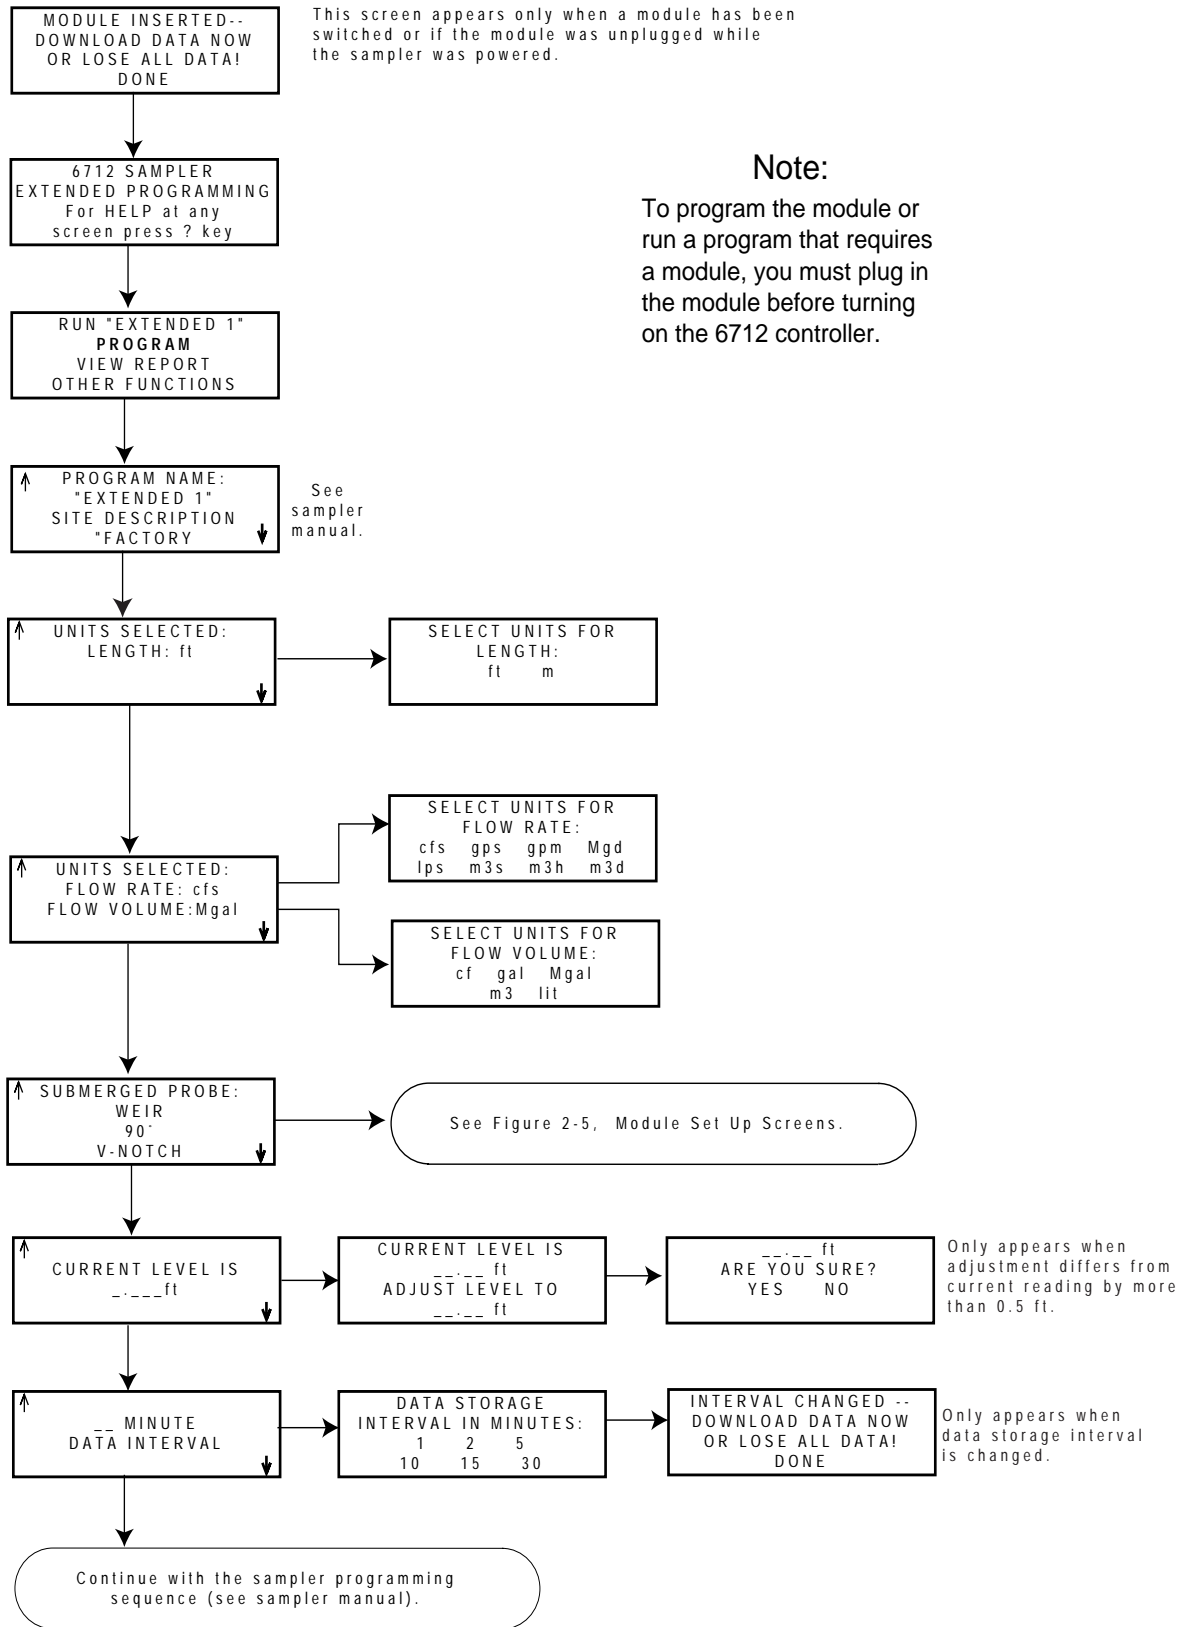 MODULE INSERTED--
DOWNLOAD DATA NOW
OR LOSE ALL DATA!
DONE
This screen appears only when a module has been
switched or if the module was unplugged while
the sampler was powered.
6712 SAMPLER
EXTENDED PROGRAMMING
For HELP at any
screen press ? key
Note:
To program the module or
run a program that requires
a module, you must plug in
the module before turning
on the 6712 controller.
RUN "EXTENDED 1"
PROGRAM
VIEW REPORT
OTHER FUNCTIONS
PROGRAM NAME:
"EXTENDED 1"
SITE DESCRIPTION
"FACTORY
See
sampler
manual.
UNITS SELECTED:
LENGTH: ft
SELECT UNITS FOR
LENGTH:
ft m
SELECT UNITS FOR
FLOW RATE:
cfs gps gpm Mgd
lps m3s m3h m3d
UNITS SELECTED:
FLOW RATE: cfs
FLOW VOLUME:Mgal
SELECT UNITS FOR
FLOW VOLUME:
cf gal Mgal
m3 lit
SUBMERGED PROBE:
WEIR
90°
V-NOTCH
See Figure 2-5, Module Set Up Screens.
CURRENT LEVEL IS
_.___ft
CURRENT LEVEL IS
__.__ ft
ADJUST LEVEL TO
__.__ ft
__.__ ft
ARE YOU SURE?
YES NO
Only appears when
adjustment differs from
current reading by more
than 0.5 ft.
__ MINUTE
DATA INTERVAL
DATA STORAGE
INTERVAL IN MINUTES:
1 2 5
10 15 30
INTERVAL CHANGED --
DOWNLOAD DATA NOW
OR LOSE ALL DATA!
DONE
Only appears when
data storage interval
is changed.
Continue with the sampler programming
sequence (see sampler manual).